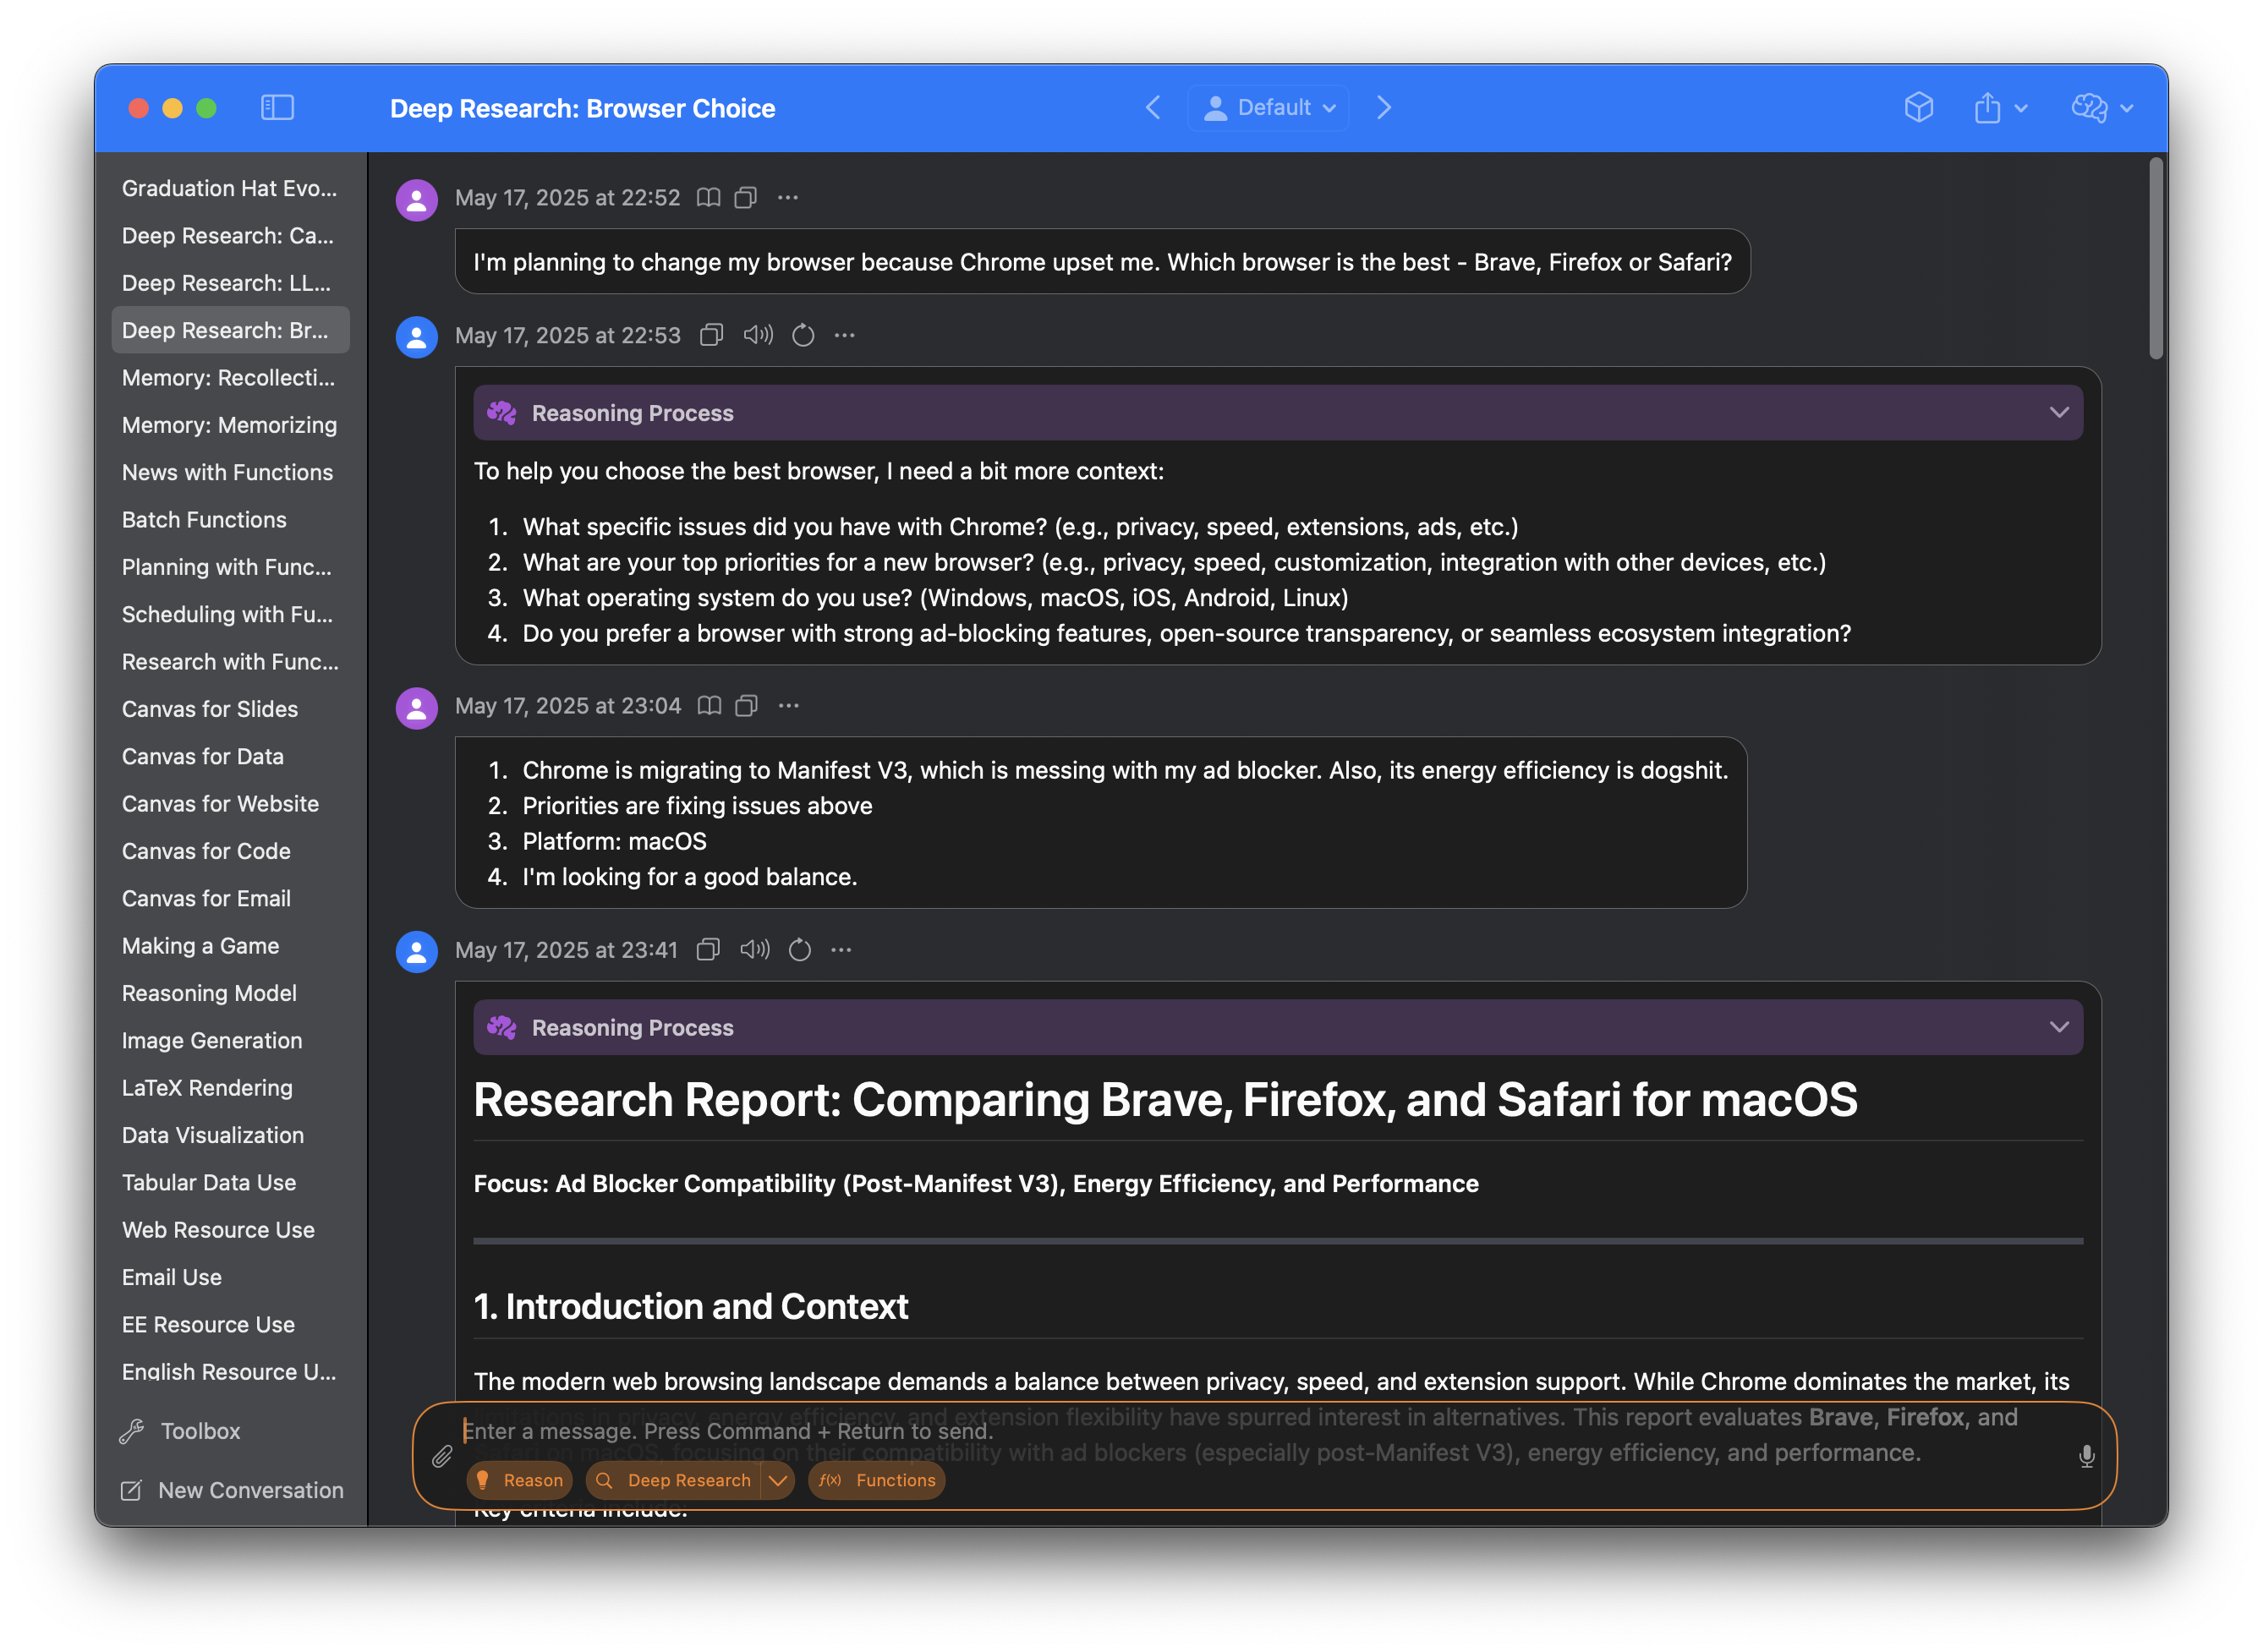 Deep Research: Browser Choice
Default
Graduation Hat Evo...
Deep Research: Ca...
Deep Research: LL...
Deep Research: Br...
Memory: Recollecti...
Memory: Memorizing
News with Functions
Batch Functions
Planning with Func...
Scheduling with Fu...
Research with Func...
Canvas for Slides
Canvas for Data
Canvas for Website
Canvas for Code
Canvas for Email
Making a Game
Reasoning Model
Image Generation
LaTeX Rendering
Data Visualization
Tabular Data Use
Web Resource Use
Email Use
EE Resource Use
English Resource U...
Toolbox
New Conversation
May 17, 2025 at 22:52
I'm planning to change my browser because Chrome upset me. Which browser is the best - Brave, Firefox or Safari?
May 17, 2025 at 22:53
Reasoning Process
To help you choose the best browser, I need a bit more context:
1. What specific issues did you have with Chrome? (e.g., privacy, speed, extensions, ads, etc.)
2. What are your top priorities for a new browser? (e.g., privacy, speed, customization, integration with other devices, etc.)
3. What operating system do you use? (Windows, macOS, iOS, Android, Linux)
4. Do you prefer a browser with strong ad-blocking features, open-source transparency, or seamless ecosystem integration?
May 17, 2025 at 23:04
1. Chrome is migrating to Manifest V3, which is messing with my ad blocker. Also, its energy efficiency is dogshit.
2. Priorities are fixing issues above
3. Platform: macOS
4. I'm looking for a good balance.
May 17, 2025 at 23:41
Reasoning Process
Research Report: Comparing Brave, Firefox, and Safari for macOS
Focus: Ad Blocker Compatibility (Post-Manifest V3), Energy Efficiency, and Performance
1. Introduction and Context
The modern web browsing landscape demands a balance between privacy, speed, and extension support. While Chrome dominates the market, its
in privacy, energy efficiency, and extension flexibility have spurred interest in alternatives. This report evaluates Brave, Firefox, and
Safari on macOS, focusing on their compatibility with ad blockers (especially post-Manifest V3), energy efficiency, and performance.
Key criteria include:
Enter a message. Press Command + Return to send.
Reason
Deep Research
f(x) Functions